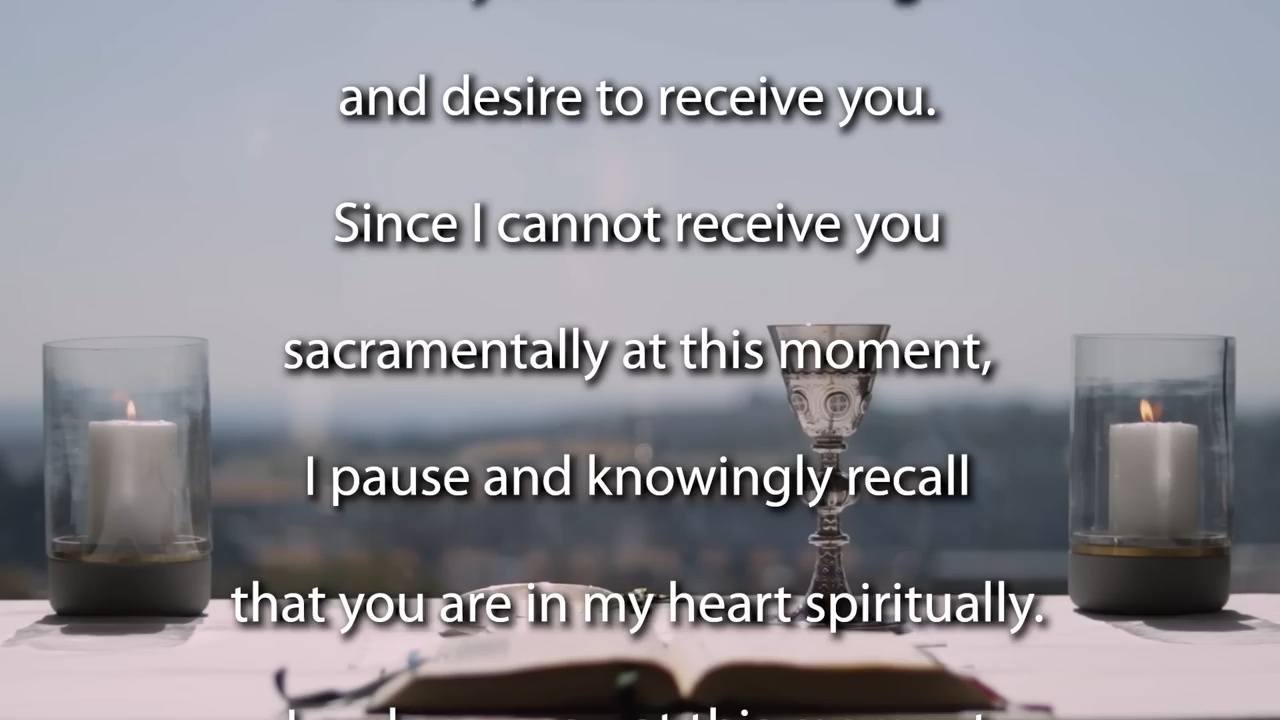 and desire to receive you.
Since I cannot receive you
sacramentally at this moment,
I pause and knowingly recall
that you are in my heart spiritually.